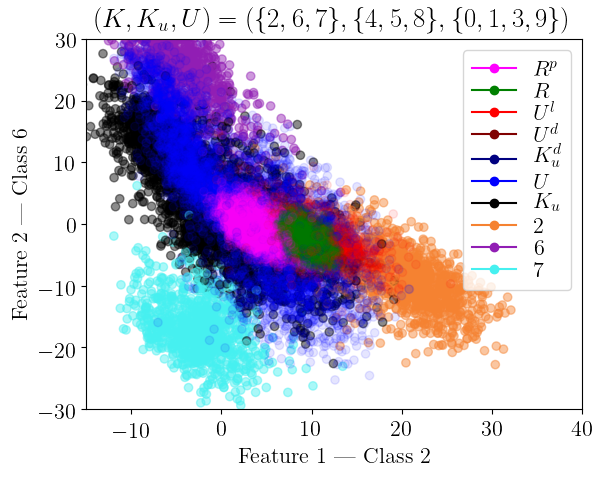 (K, K_u, U) = ({2, 6, 7}, {4, 5, 8}, {0, 1, 3, 9})
30
20
10
0
−10
−20
−30
Feature 2 — Class 6
R^p
R
U^l
U^d
K_u^d
U
K_u
2
6
7
−10
0
10
20
30
40
Feature 1 — Class 2